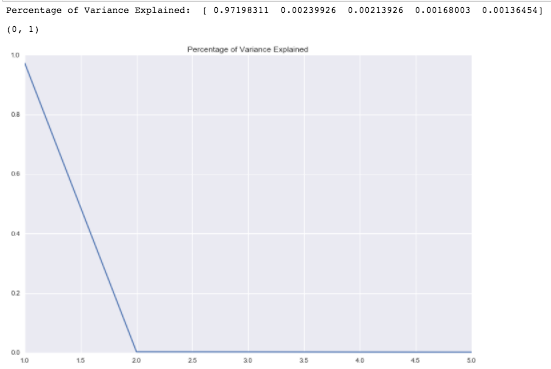 Percentage of Variance Explained:  [ 0.97198311  0.00239926  0.00213926  0.00168003  0.00136454]
(0, 1)
Percentage of Variance Explained
1.0
0.8
0.6
0.4
0.2
0.0
1.0 1.5 2.0 2.5 3.0 3.5 4.0 4.5 5.0